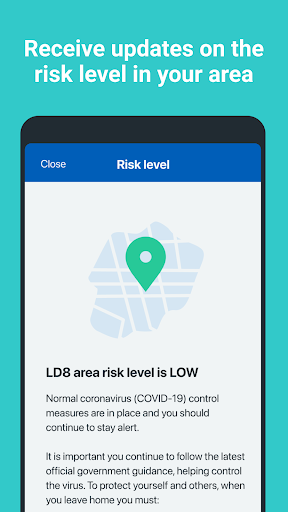 Receive updates on the
risk level in your area
Close
Risk level
LD8 area risk level is LOW
Normal coronavirus (COVID-19) control
measures are in place and you should
continue to stay alert.
It is important you continue to follow the latest
official government guidance, helping control
the virus. To protect yourself and others, when
you leave home you must: